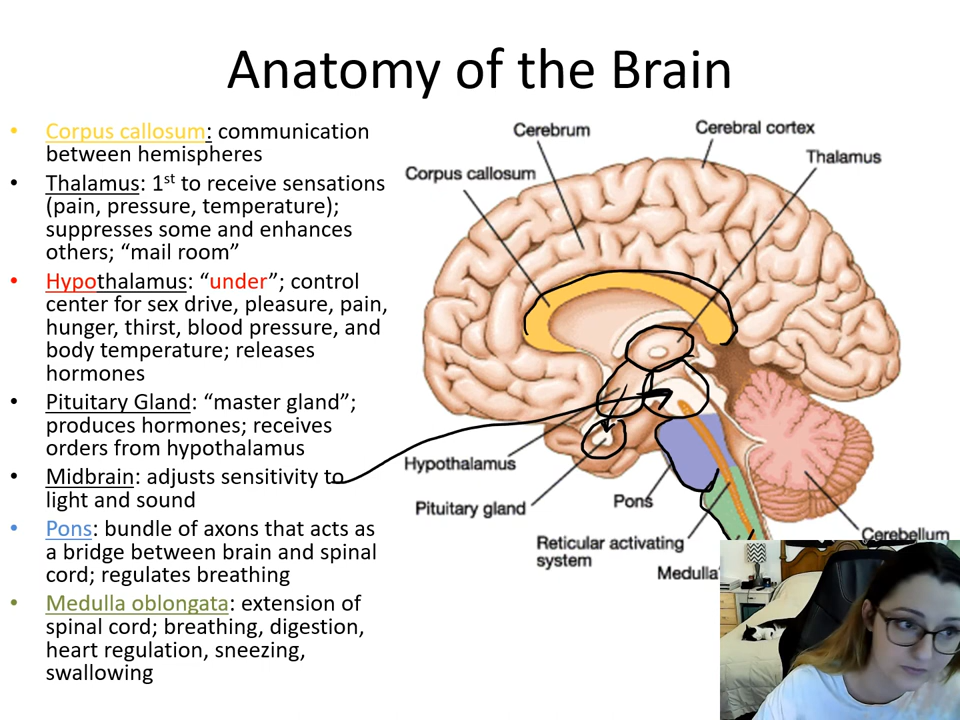 Anatomy of the Brain
• Corpus callosum: communication
between hemispheres
• Thalamus: 1st to receive sensations
(pain, pressure, temperature);
suppresses some and enhances
others; “mail room”
• Hypothalamus: “under”; control
center for sex drive, pleasure, pain,
hunger, thirst, blood pressure, and
body temperature; releases
hormones
• Pituitary Gland: “master gland”;
produces hormones; receives
orders from hypothalamus
• Midbrain: adjusts sensitivity to
light and sound
• Pons: bundle of axons that acts as
a bridge between brain and spinal
cord; regulates breathing
• Medulla oblongata: extension of
spinal cord; breathing, digestion,
heart regulation, sneezing,
swallowing
Cerebrum
Cerebral cortex
Thalamus
Corpus callosum
Hypothalamus
Pituitary gland
Pons
Reticular activating
system
Medulla
Cerebellum